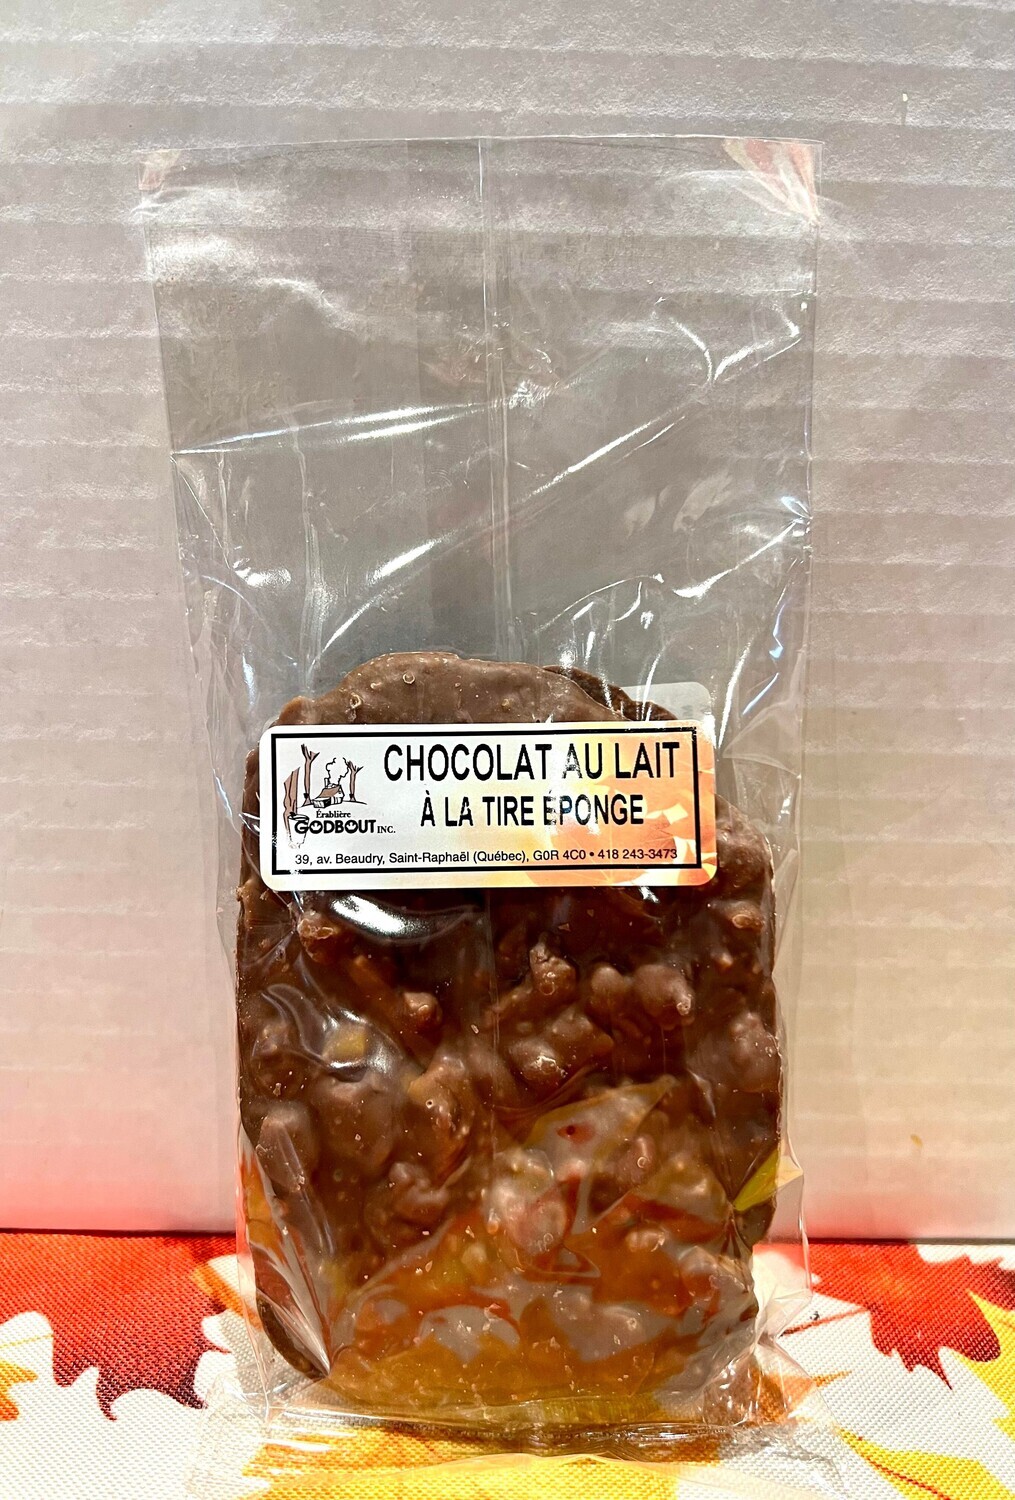 CHOCOLAT AU LAIT
À LA TIRE ÉPONGE
Érablière
GODBOUT INC.
39, av. Beaudry, Saint-Raphaël (Québec), G0R 4C0 • 418 243-3473